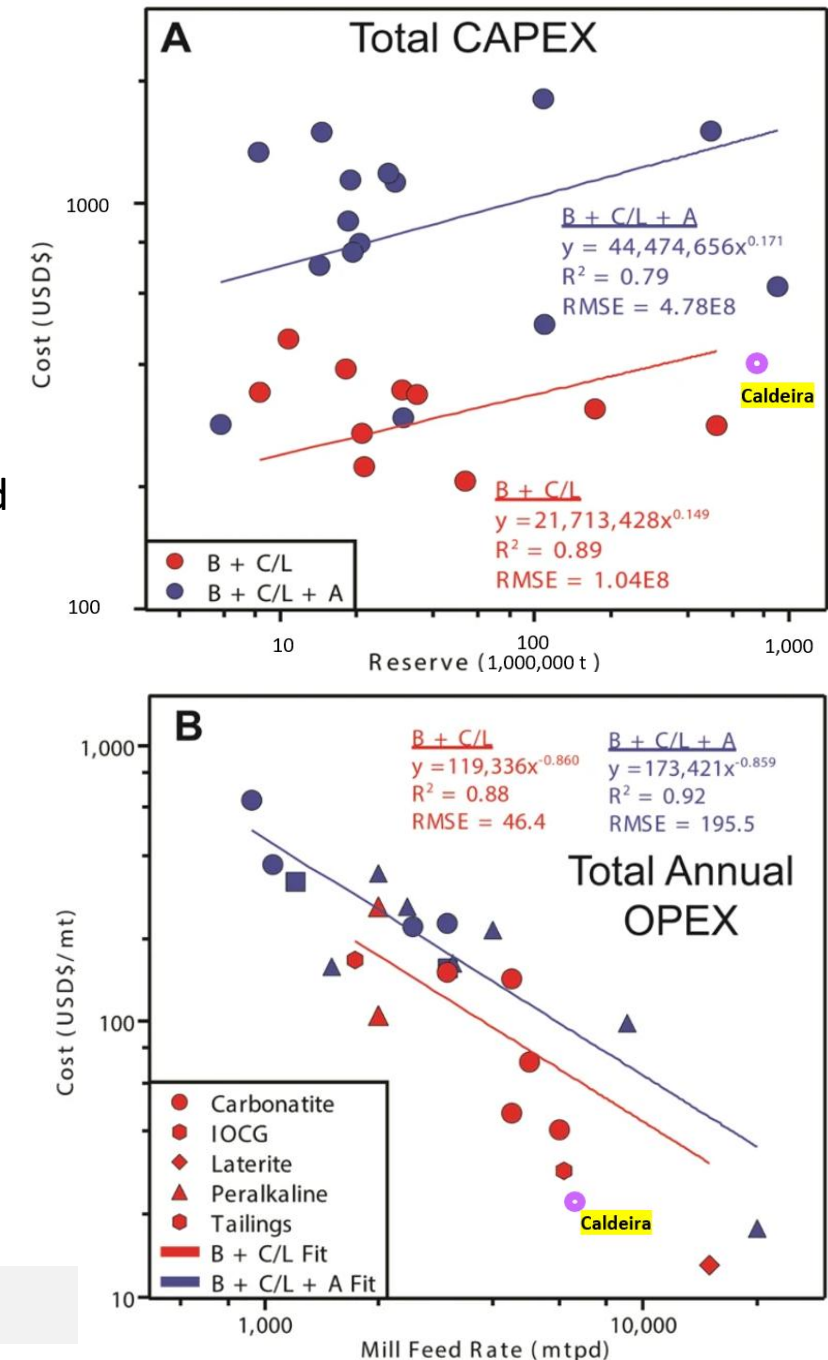 A
Total CAPEX
1000
100
Cost (USD$)
B + C/L + A
y = 44,474,656x^0.171
R² = 0.79
RMSE = 4.78E8
Caldeira
B + C/L
y =21,713,428x^0.149
R² = 0.89
RMSE = 1.04E8
B + C/L
B + C/L + A
10
100
1,000
Reserve (1,000,000 t )
d
B
1,000
100
10
Cost (USD$/mt)
B + C/L
y =119,336x^-0.860
R² = 0.88
RMSE = 46.4
B + C/L + A
y =173,421x^-0.859
R² = 0.92
RMSE = 195.5
Total Annual
OPEX
Carbonatite
IOCG
Laterite
Peralkaline
Tailings
B + C/L Fit
B + C/L + A Fit
Caldeira
1,000
10,000
Mill Feed Rate (mtpd)